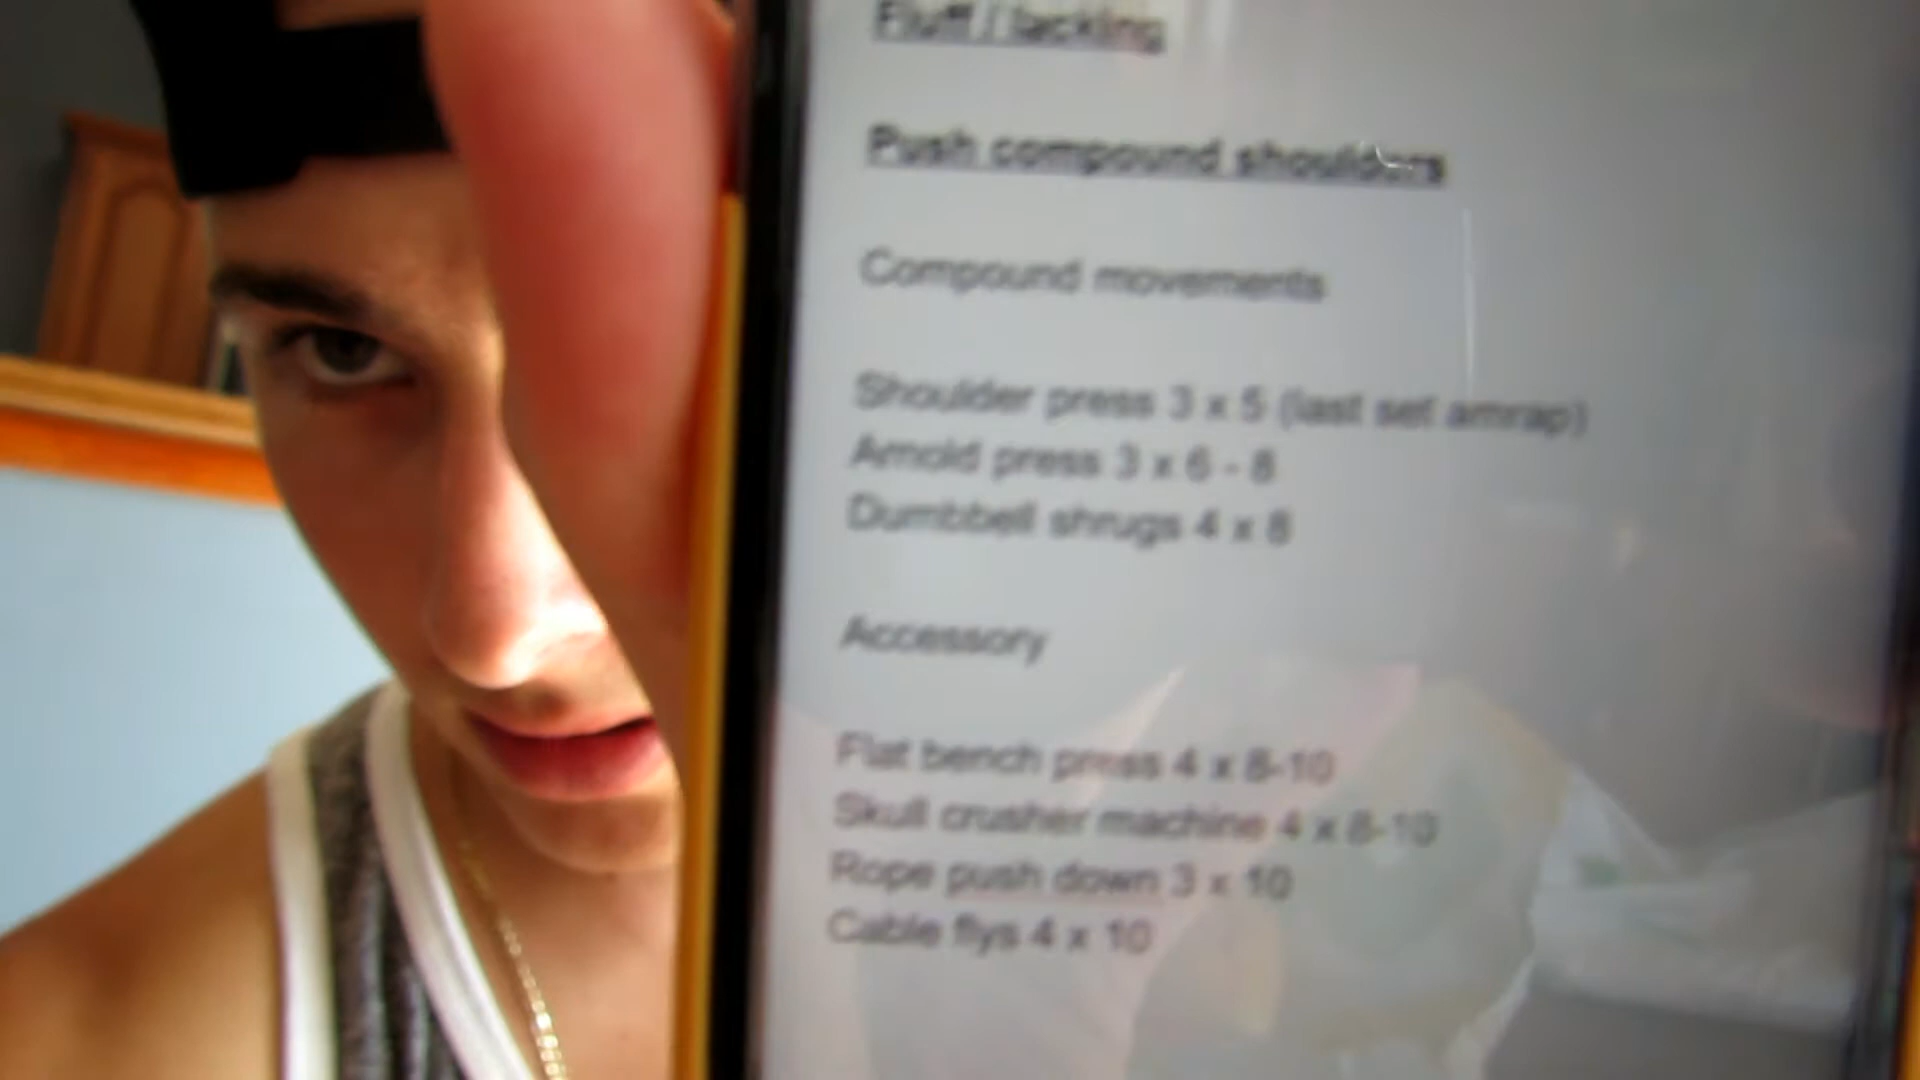 Fluff / lacking
Push compound shoulders
Compound movements
Shoulder press 3 x 5 (last set amrap)
Arnold press 3 x 6 - 8
Dumbbell shrugs 4 x 8
Accessory
Flat bench press 4 x 8-10
Skull crusher machine 4 x 8-10
Rope push down 3 x 10
Cable flys 4 x 10